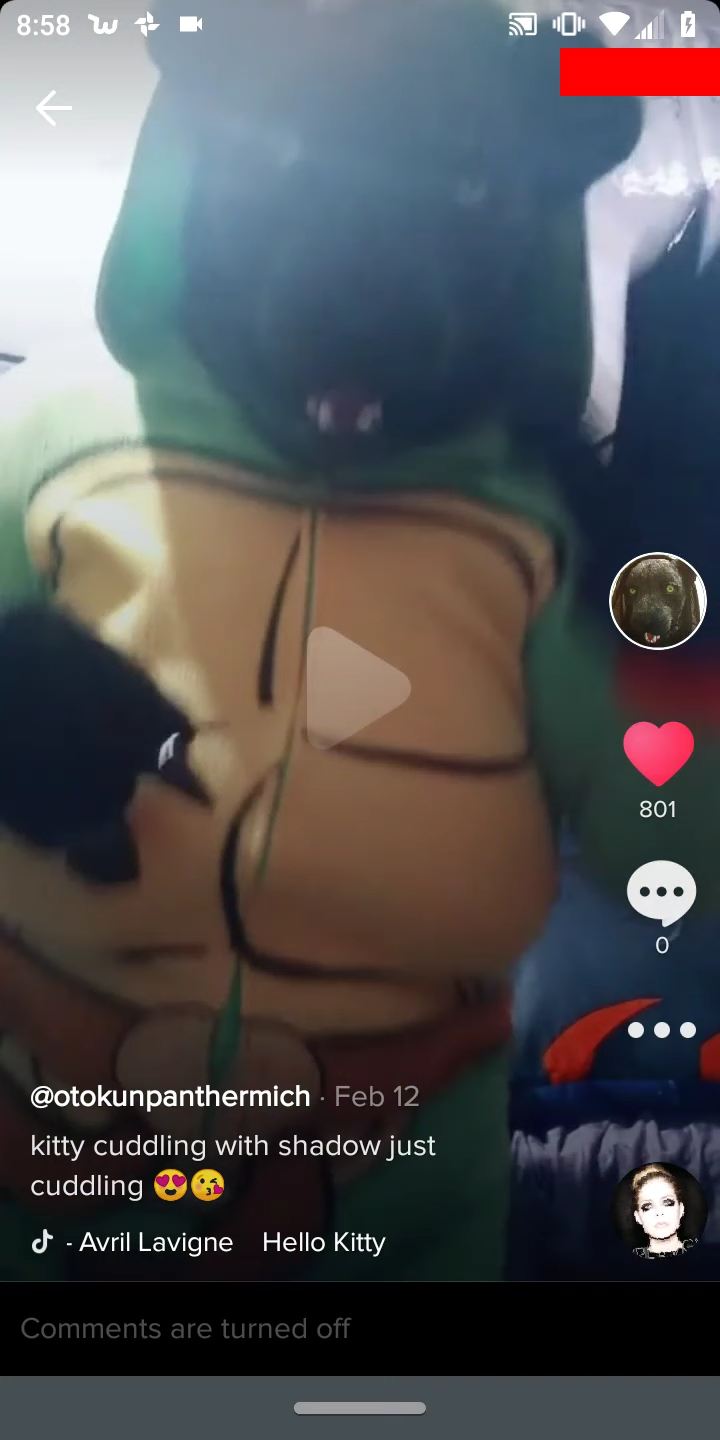 8:58
801
0
@otokunpanthermich · Feb 12
kitty cuddling with shadow just
cuddling 😍😘
- Avril Lavigne Hello Kitty
Comments are turned off